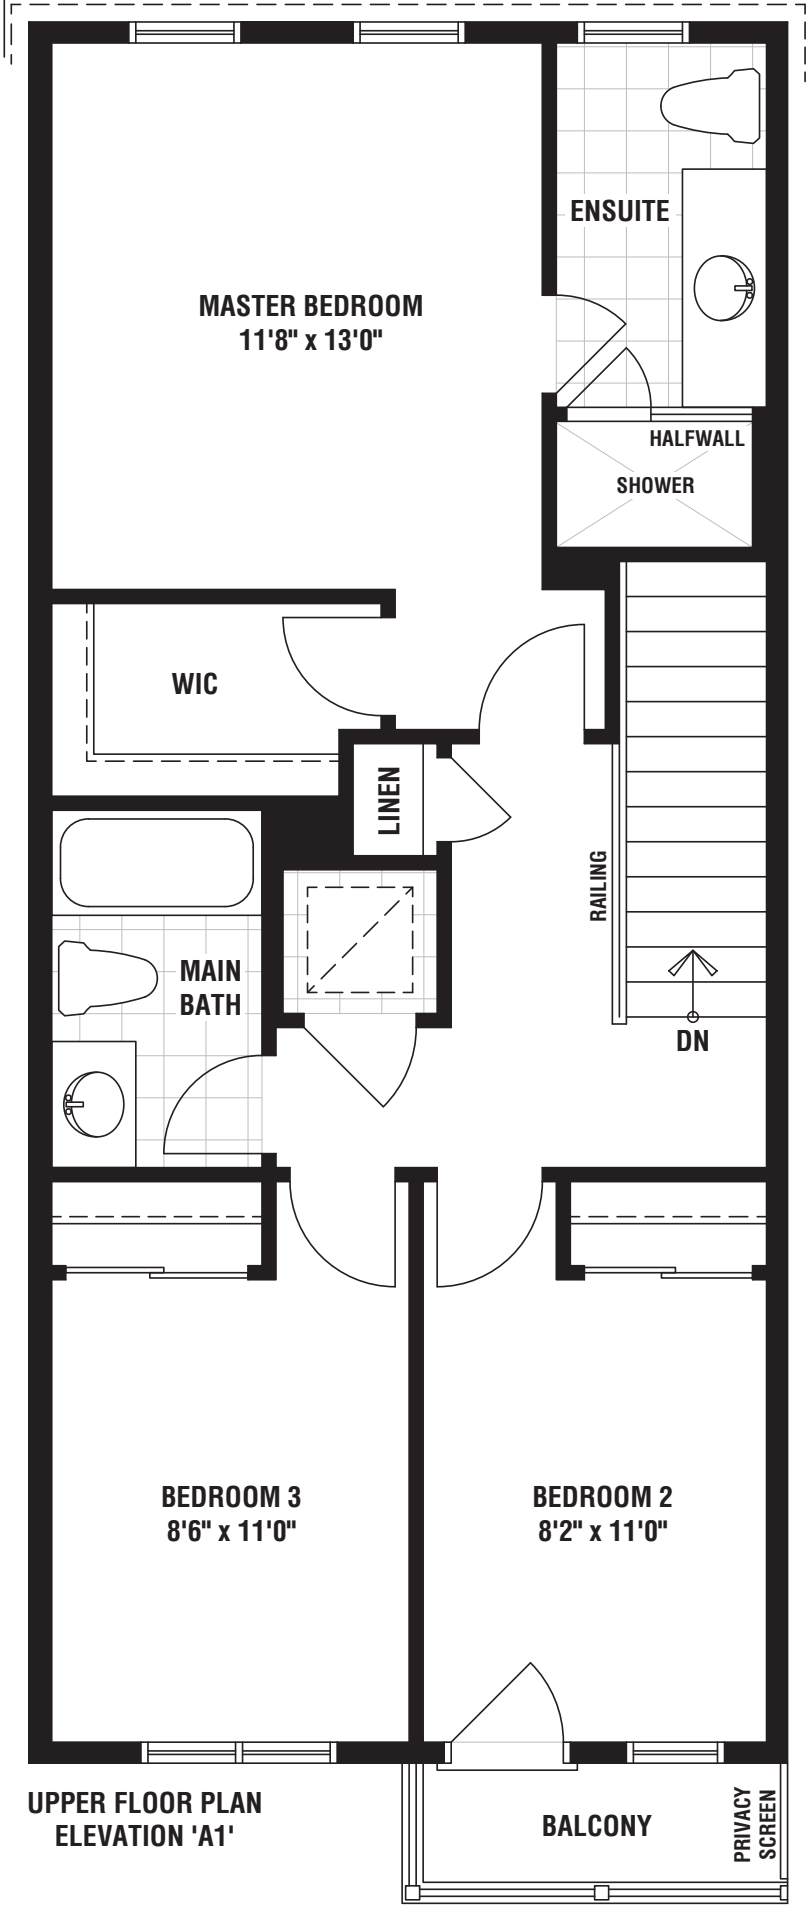 ENSUITE
MASTER BEDROOM
11'8" x 13'0"
HALFWALL
SHOWER
WIC
LINEN
RAILING
MAIN
BATH
DN
BEDROOM 3
8'6" x 11'0"
BEDROOM 2
8'2" x 11'0"
UPPER FLOOR PLAN
ELEVATION 'A1'
BALCONY
PRIVACY
SCREEN